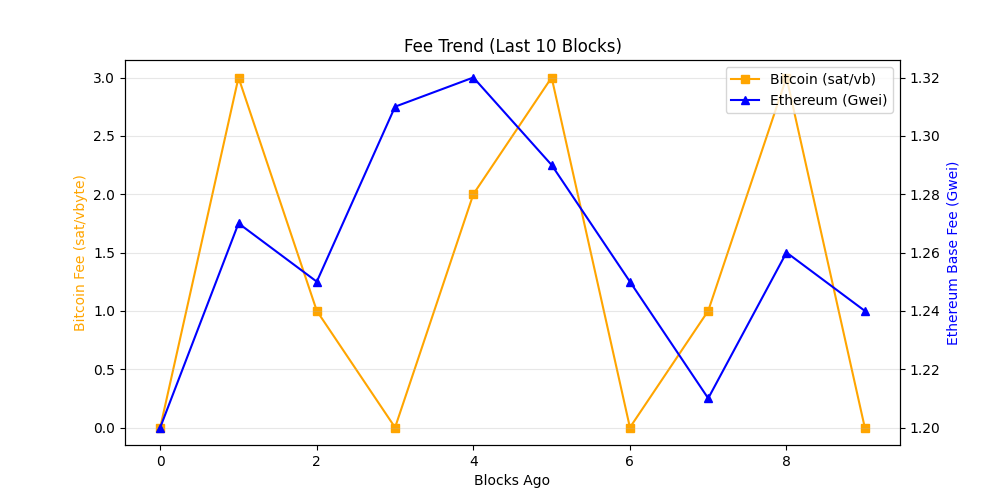 Fee Trend (Last 10 Blocks)
Bitcoin (sat/vb)
Ethereum (Gwei)
Bitcoin Fee (sat/vbyte)
3.0
2.5
2.0
1.5
1.0
0.5
0.0
1.32
1.30
1.28
1.26
1.24
1.22
1.20
Ethereum Base Fee (Gwei)
0 2 4 6 8
Blocks Ago